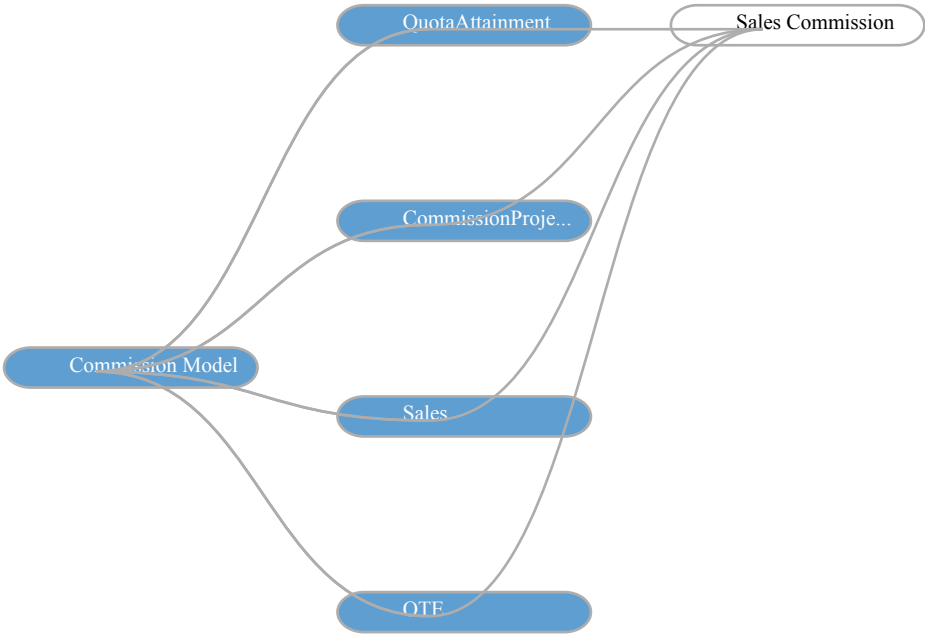 QuotaAttainment
Sales Commission
CommissionProje...
Commission Model
Sales
OTE